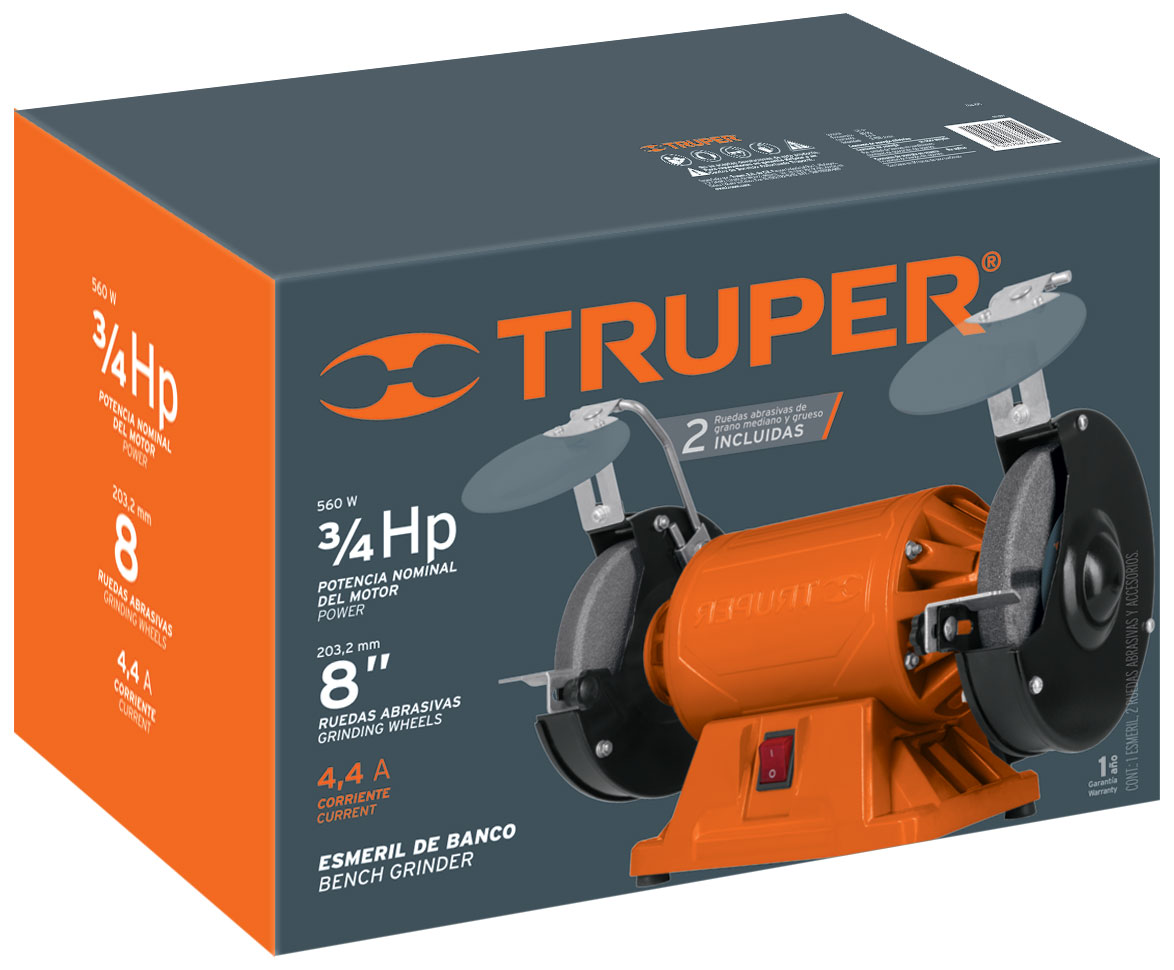 TRUPER
TRUPER®
2 Ruedas abrasivas de
grano mediano y grueso
INCLUIDAS
560 W
3/4 Hp
POTENCIA NOMINAL
DEL MOTOR
POWER
203,2 mm
8
RUEDAS ABRASIVAS
GRINDING WHEELS
4,4 A
CORRIENTE
CURRENT
560 W
3/4 Hp
POTENCIA NOMINAL
DEL MOTOR
POWER
203,2 mm
8"
RUEDAS ABRASIVAS
GRINDING WHEELS
4,4 A
CORRIENTE
CURRENT
ESMERIL DE BANCO
BENCH GRINDER
TRUPER
I
O
1 año
Garantía
Warranty
CONT.: 1 ESMERIL, 2 RUEDAS ABRASIVAS Y ACCESORIOS.